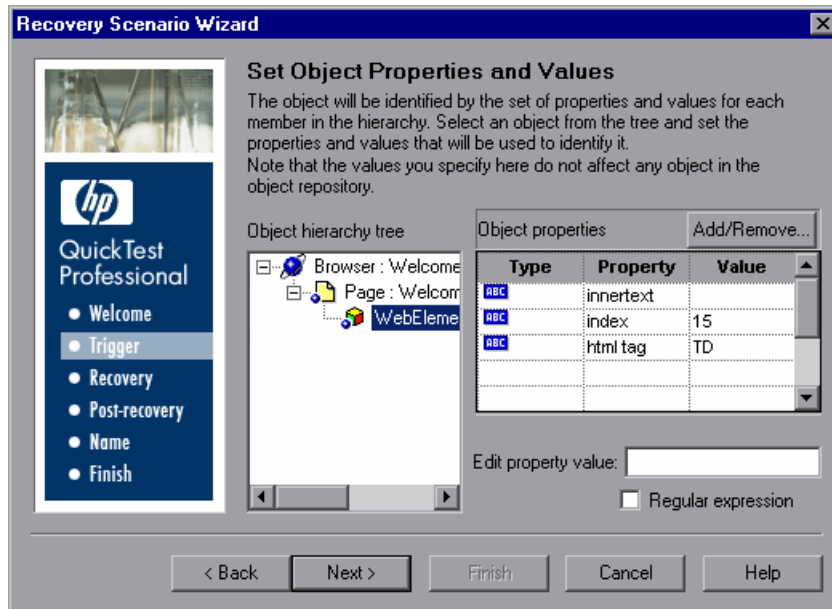 Recovery Scenario Wizard
Set Object Properties and Values
The object will be identified by the set of properties and values for each
member in the hierarchy. Select an object from the tree and set the
properties and values that will be used to identify it.
Note that the values you specify here do not affect any object in the
object repository.
hp
QuickTest
Professional
Welcome
Trigger
Recovery
Post-recovery
Name
Finish
Object hierarchy tree
Browser : Welcome
Page : Welcom
WebEleme
Object properties
Add/Remove...
Type Property Value
ABC innertext
ABC index 15
ABC html tag TD
Edit property value:
Regular expression
< Back
Next >
Finish
Cancel
Help